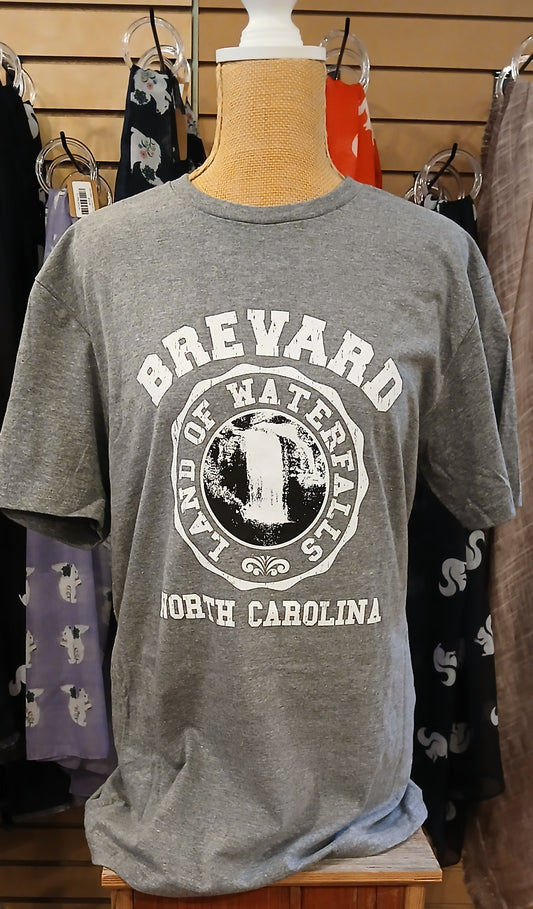 BREVARD
LAND OF WATERFALLS
NORTH CAROLINA